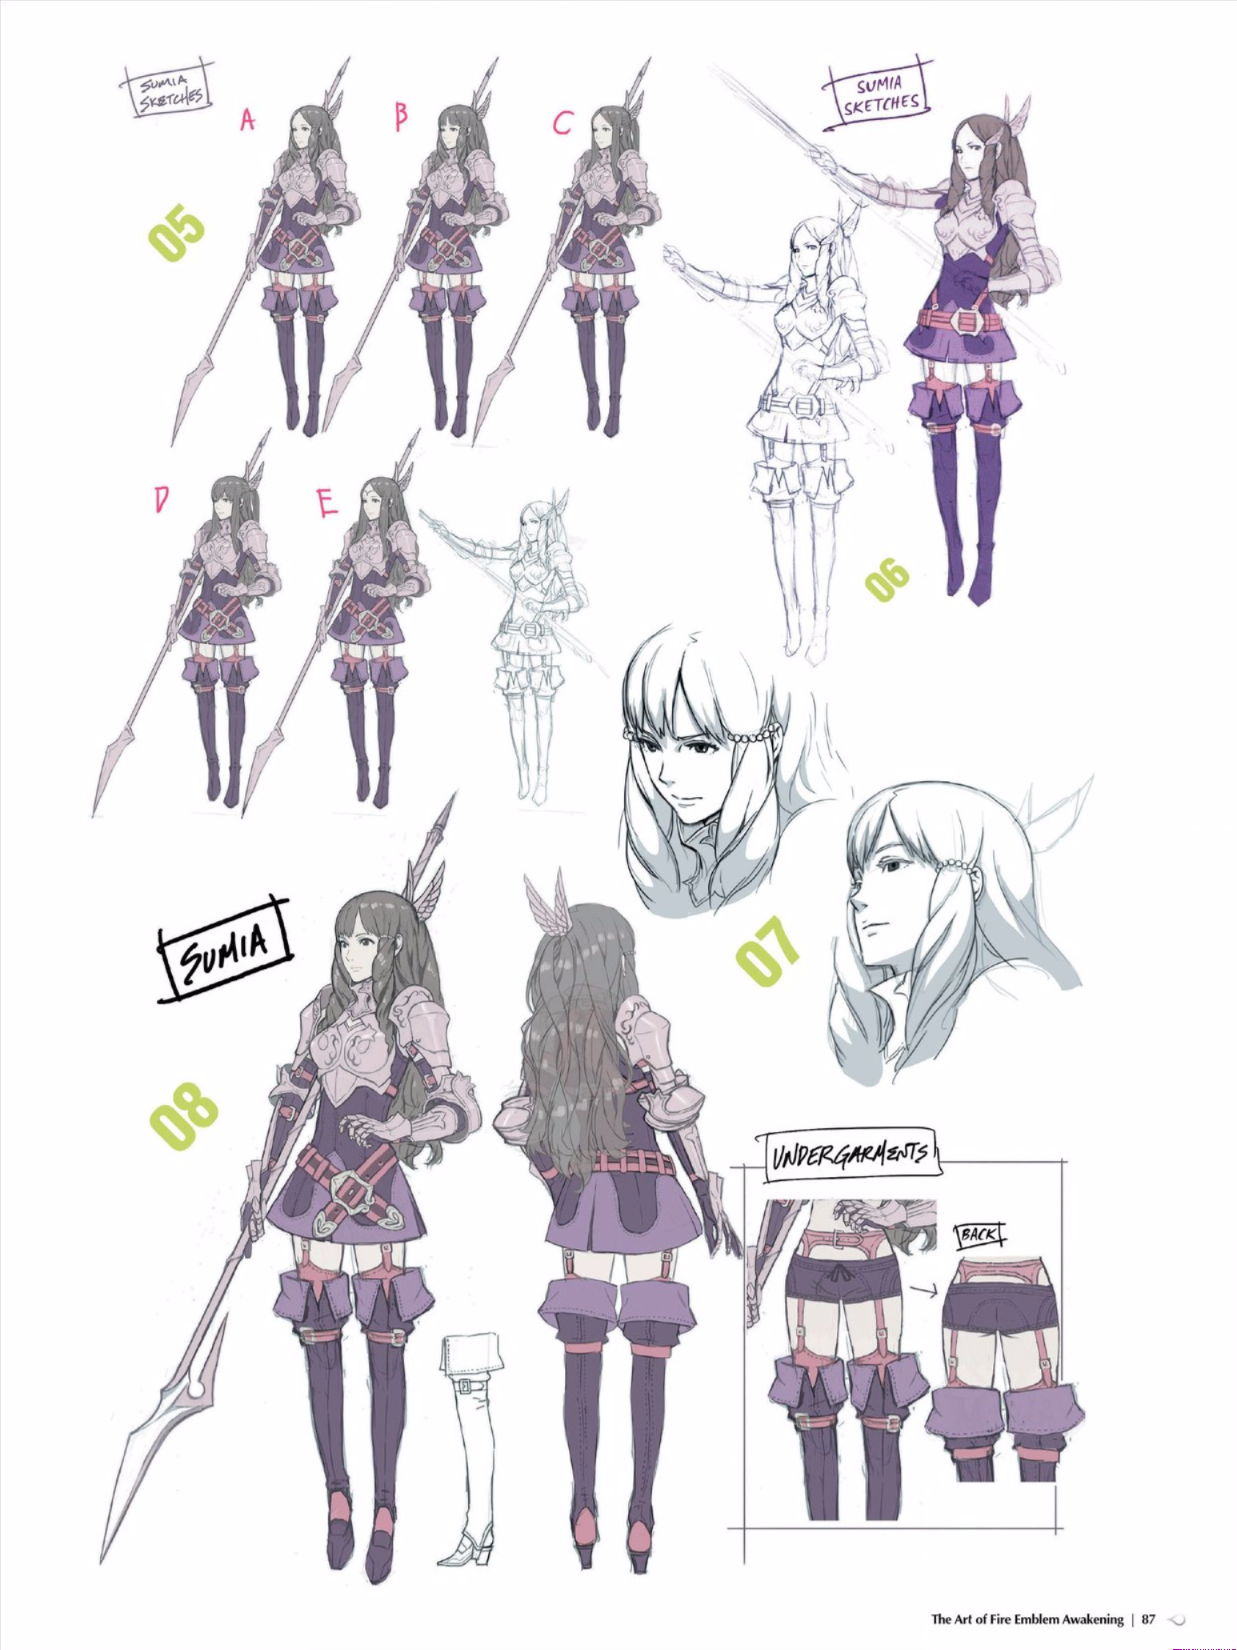 SUMIA
SKETCHES
A
B
C
05
SUMIA
SKETCHES
D
E
06
07
SUMIA
08
UNDERGARMENTS
BACK
The Art of Fire Emblem Awakening | 87